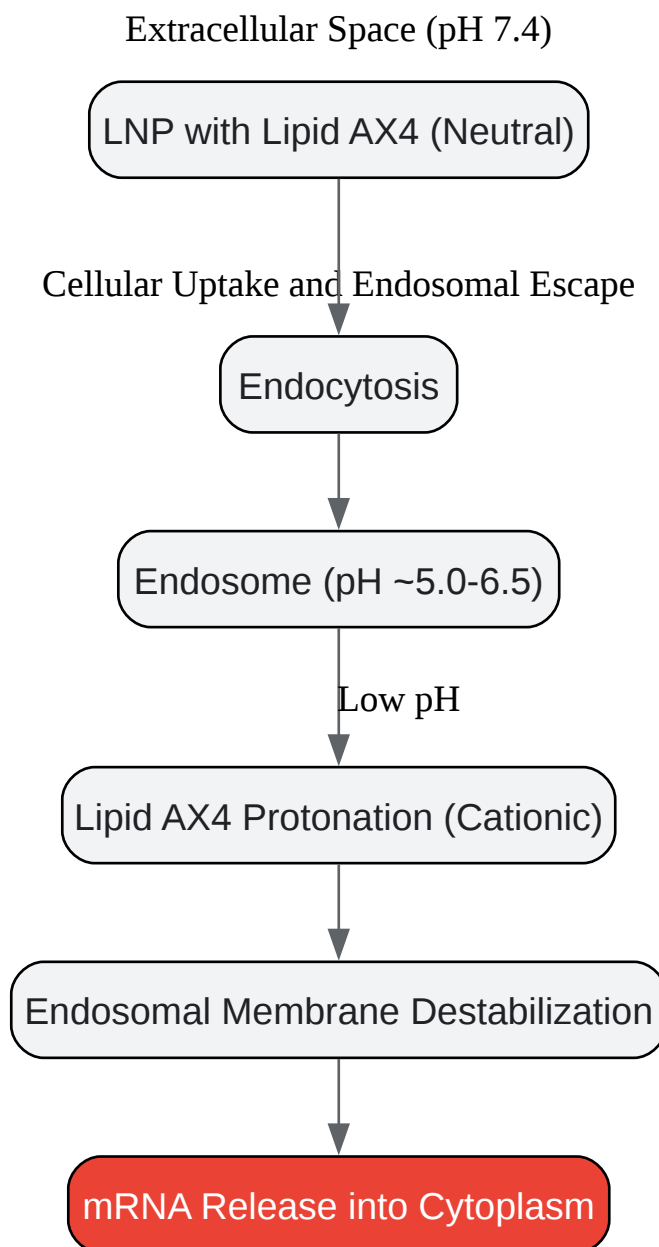 Extracellular Space (pH 7.4)
LNP with Lipid AX4 (Neutral)
Cellular Uptake and Endosomal Escape
Endocytosis
Endosome (pH ~5.0-6.5)
Low pH
Lipid AX4 Protonation (Cationic)
Endosomal Membrane Destabilization
mRNA Release into Cytoplasm